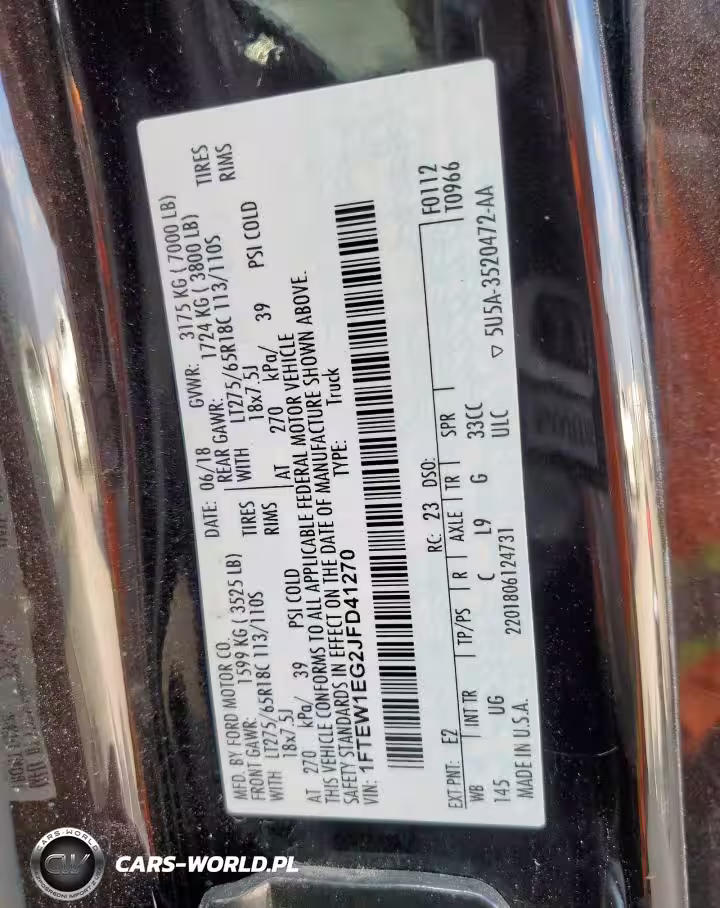 MFD. BY FORD MOTOR CO.
DATE: 06/18 GVWR: 3175 KG ( 7000 LB)
FRONT GAWR: 1599 KG ( 3525 LB) REAR GAWR: 1724 KG ( 3800 LB)
WITH LT275/65R18C 113/110S TIRES WITH LT275/65R18C 113/110S TIRES
18x7.5J RIMS 18x7.5J RIMS
AT 270 kPa/ 39 PSI COLD AT 270 kPa/ 39 PSI COLD
THIS VEHICLE CONFORMS TO ALL APPLICABLE FEDERAL MOTOR VEHICLE
SAFETY STANDARDS IN EFFECT ON THE DATE OF MANUFACTURE SHOWN ABOVE.
VIN: 1FTEW1EG2JFD41270 TYPE: Truck
F0112
T0966
EXT PNT: E2 RC: 23 DSO:
WB INT TR TP/PS R AXLE TR SPR
145 UG C L9 G 33CC
MADE IN U.S.A. 2201806124731 ULC ▽ 5U5A-3520472-AA
CARS-WORLD
CW
CARS-WORLD.PL